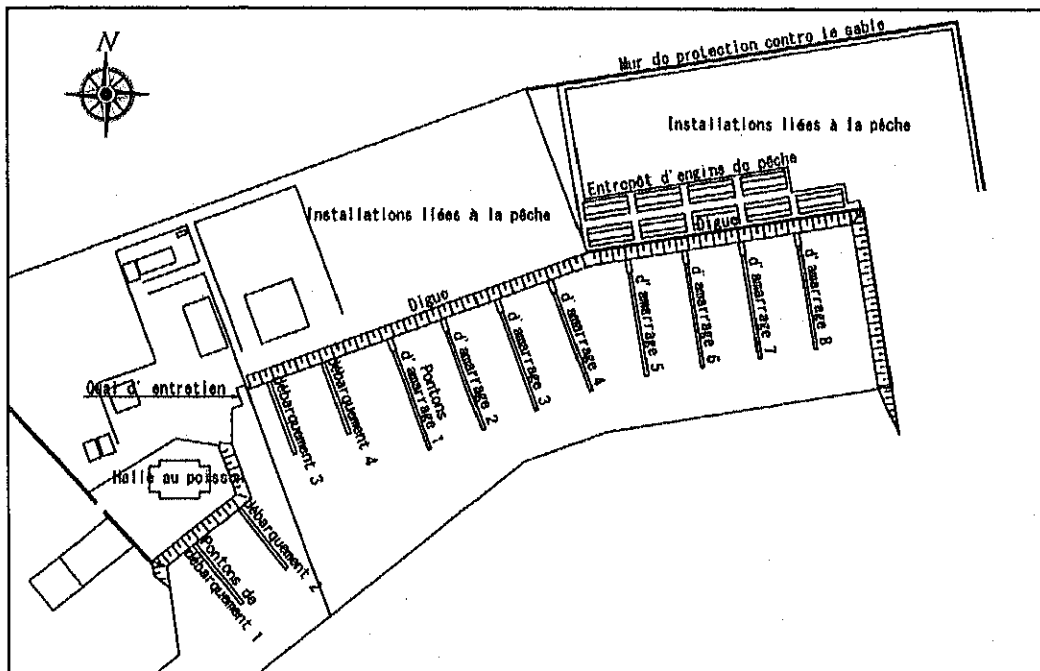 N
Mur de protection contre le sable
Installations liées à la pêche
Entrepôt d'engins de pêche
Installations liées à la pêche
Digue
Digue
d'amarrage 5
d'amarrage 6
d'amarrage 7
d'amarrage 8
d'amarrage 4
d'amarrage 3
d'amarrage 2
Pontons
d'amarrage 1
débarquement 4
débarquement 3
Quai d'entretien
Halle au poisso
débarquement 2
Pontons de
débarquement 1